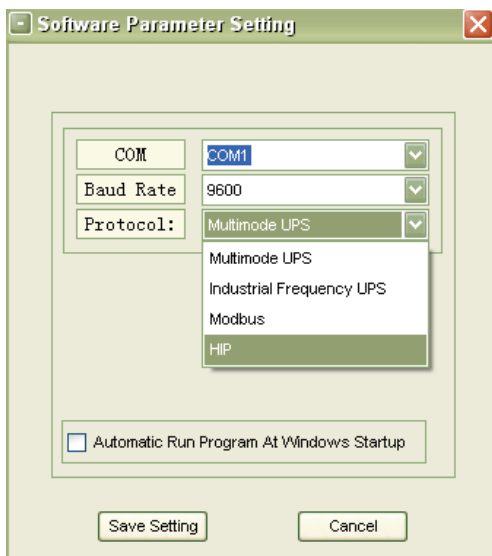 Software Parameter Setting
COM COM1
Baud Rate 9600
Protocol: Multimode UPS
Multimode UPS
Industrial Frequency UPS
Modbus
HIP
Automatic Run Program At Windows Startup
Save Setting Cancel